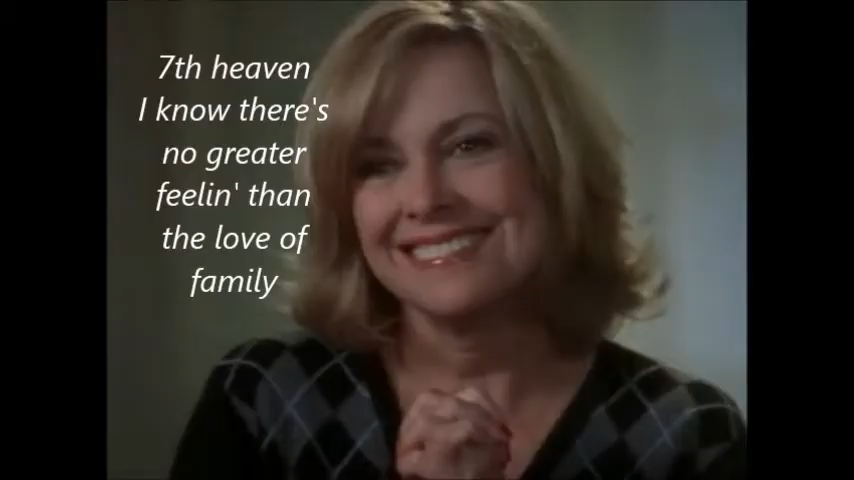 7th heaven
I know there's
no greater
feelin' than
the love of
family